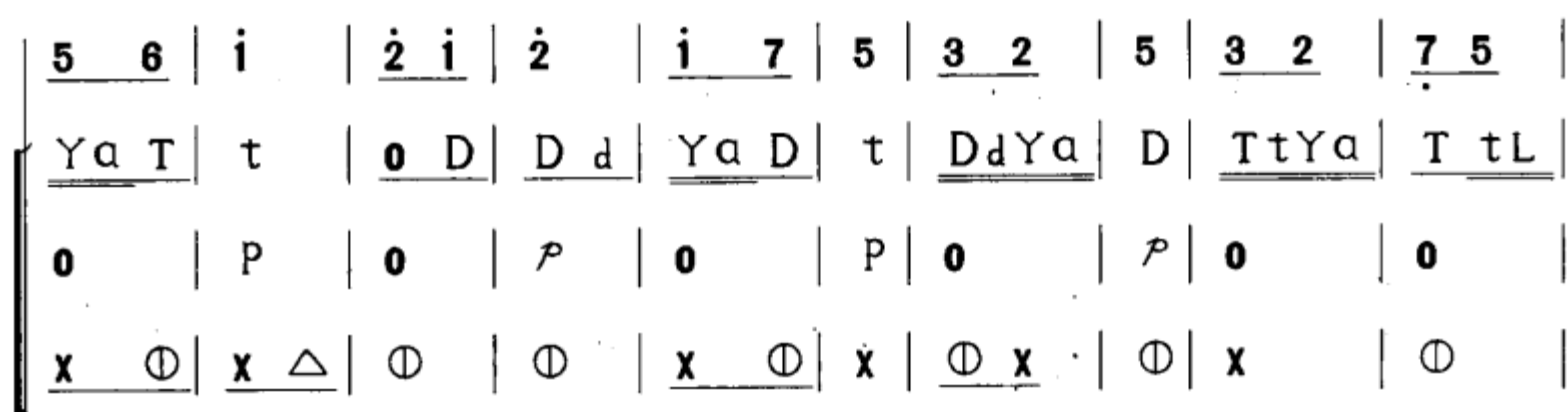 5 6 | i̇ | 2̇ i̇ | 2̇ | i̇ 7 | 5 | 3 2 | 5 | 3 2 | 7̣ 5 |
Ya T | t | 0 D | D d | Ya D | t | DdYa | D | TtYa | T tL |
0 | p | 0 | p | 0 | p | 0 | p | 0 | 0 |
x ⦶ | x △ | ⦶ | ⦶ | x ⦶ | x | ⦶ x | ⦶ | x | ⦶ |